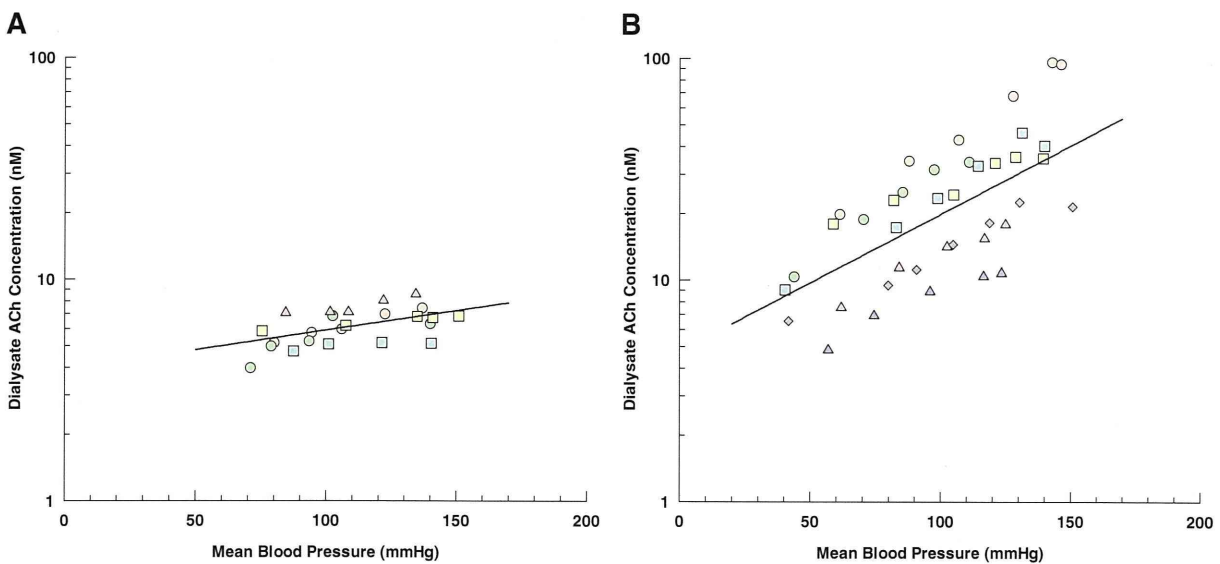 A
100
10
1
0
50
100
150
200
Dialysate ACh Concentration (nM)
Mean Blood Pressure (mmHg)
B
100
10
1
0
50
100
150
200
Dialysate ACh Concentration (nM)
Mean Blood Pressure (mmHg)